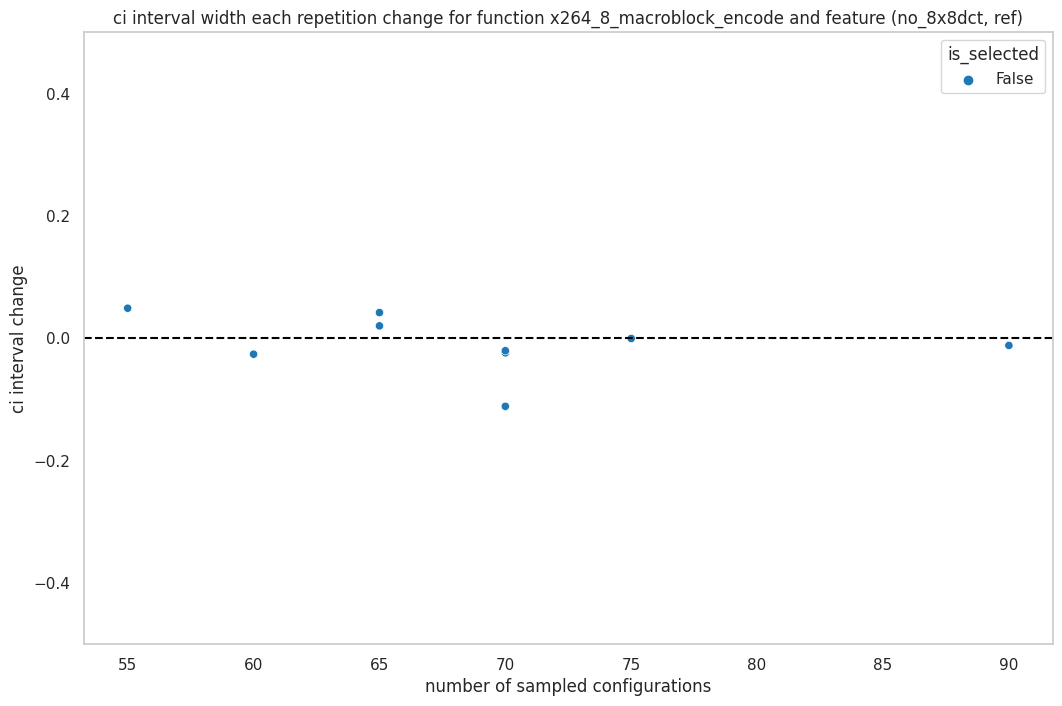 ci interval width each repetition change for function x264_8_macroblock_encode and feature (no_8x8dct, ref)
is_selected
False
ci interval change
0.4
0.2
0.0
−0.2
−0.4
55 60 65 70 75 80 85 90
number of sampled configurations